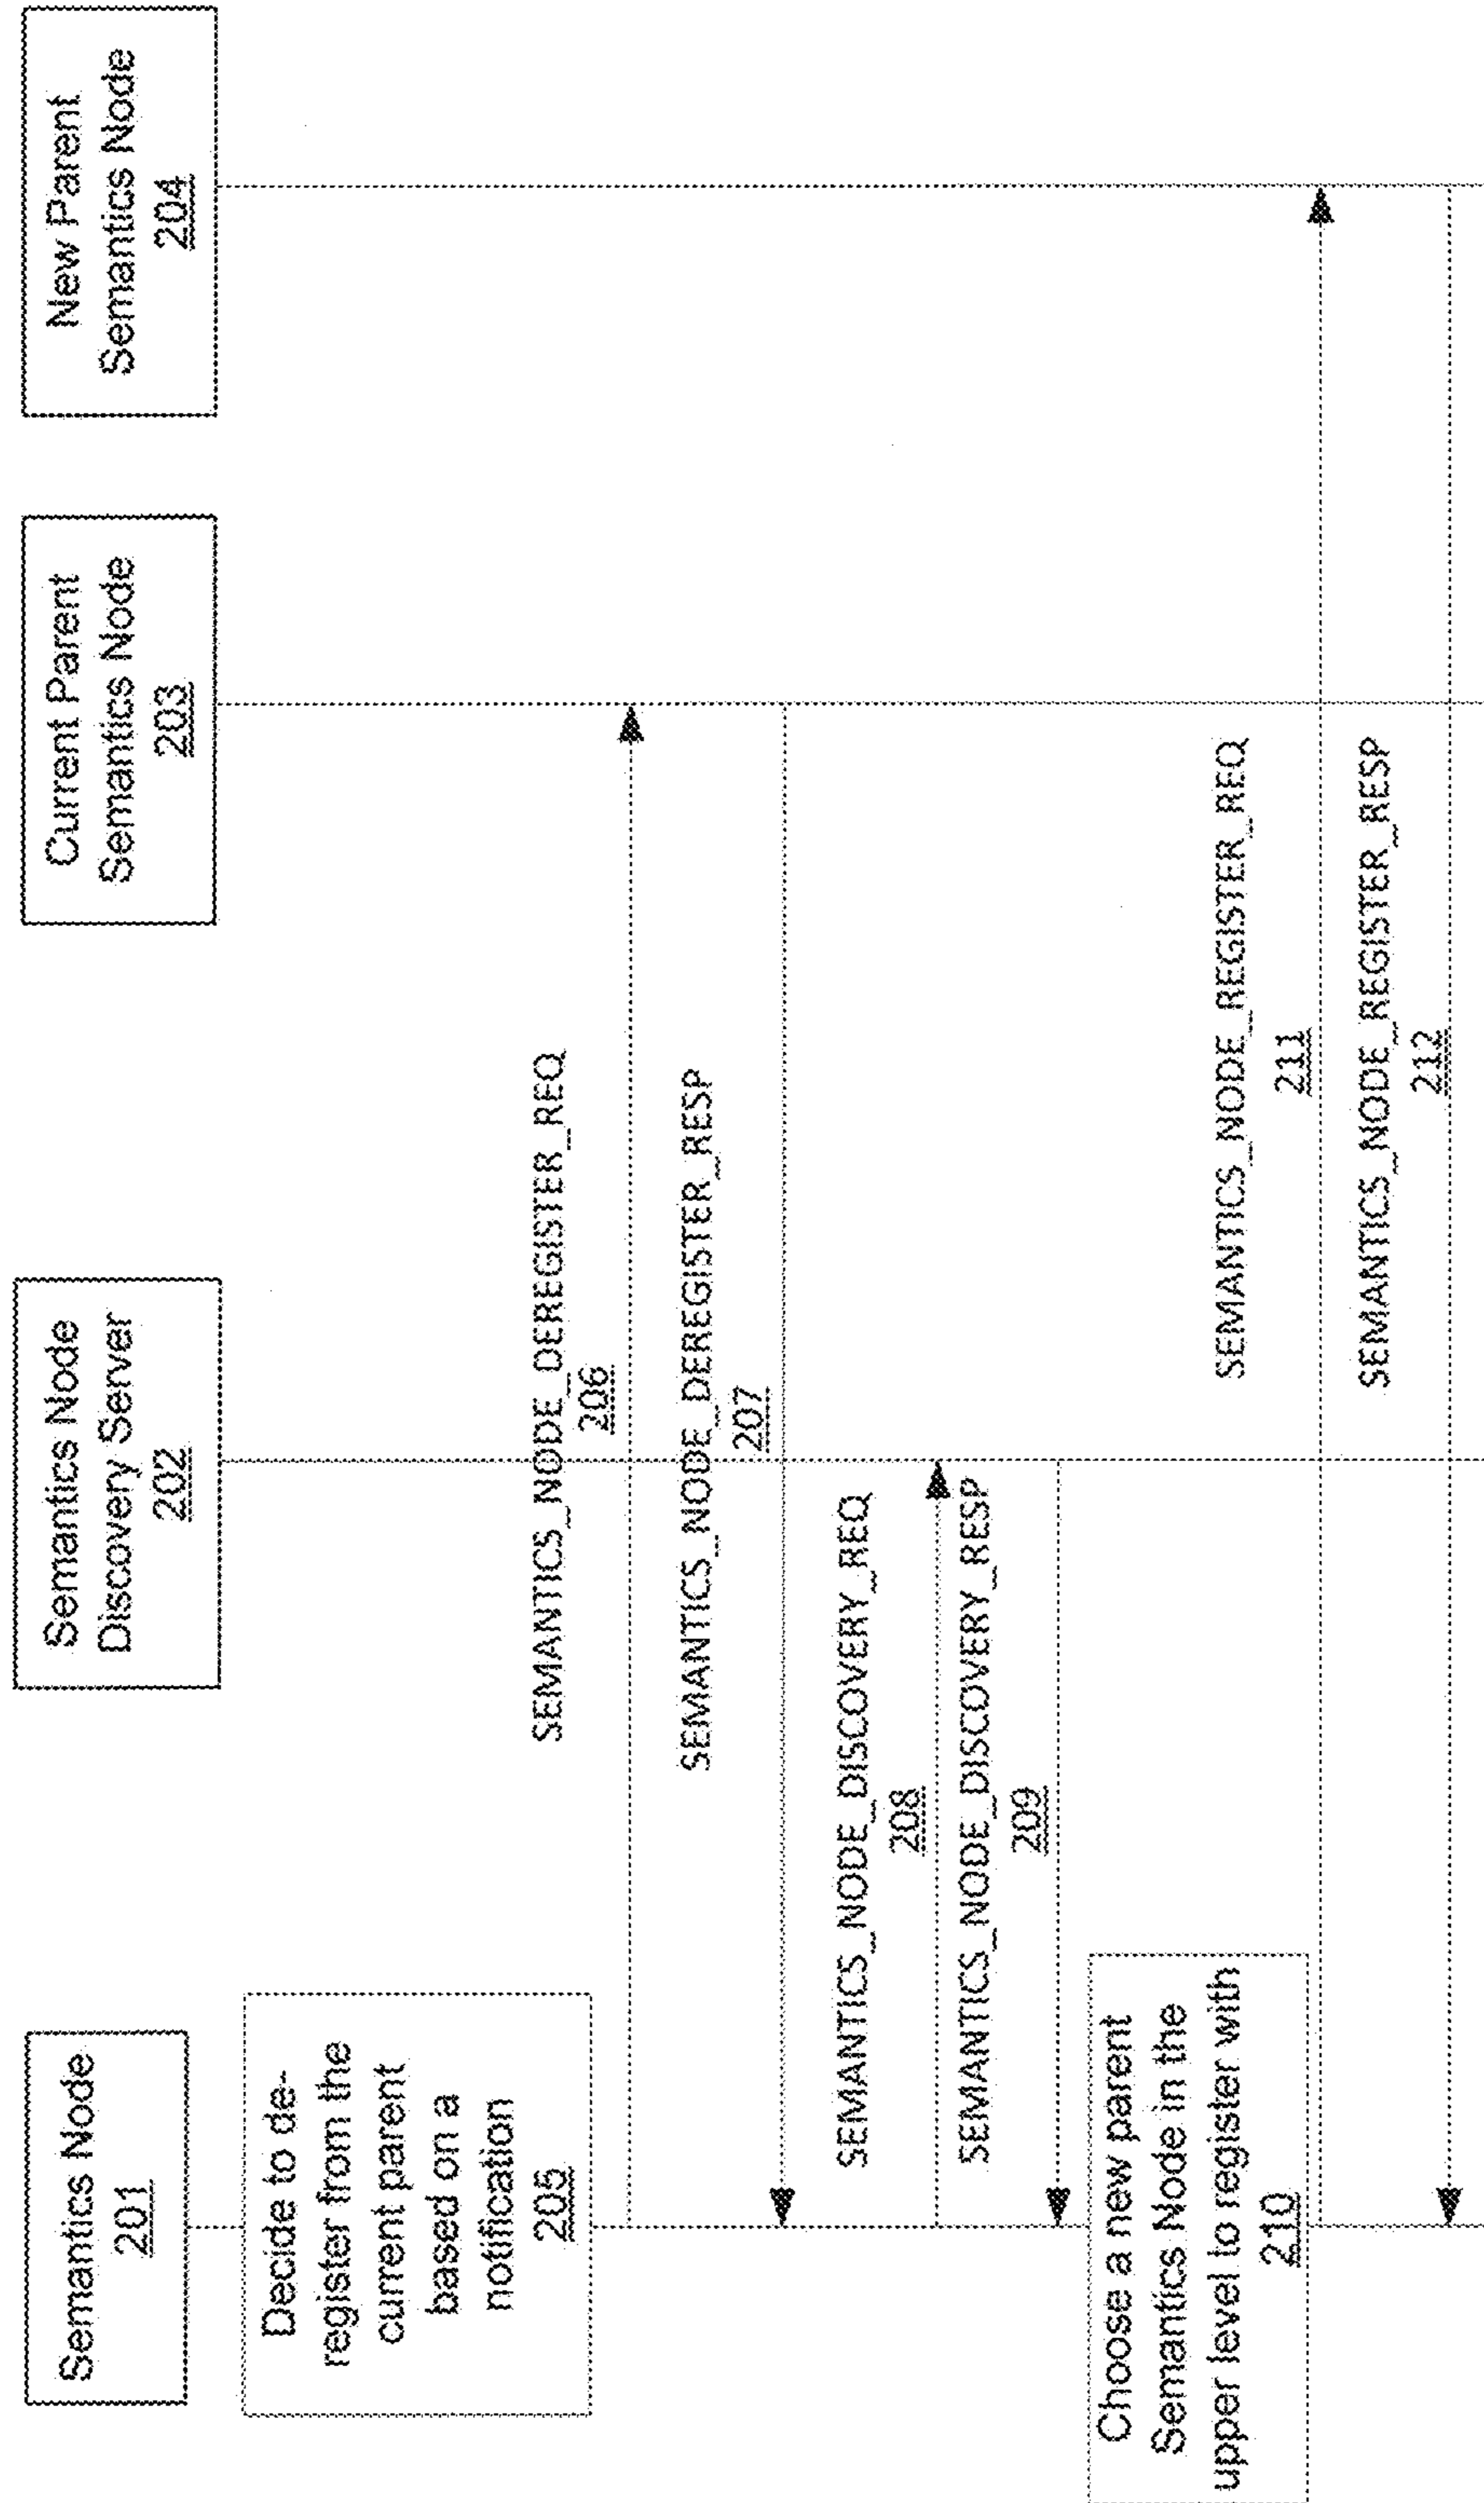 Semantics Node
201
Semantics Node
Discovery Server
202
Current Parent
Semantics Node
203
New Parent
Semantics Node
204
Decide to de-
register from the
current parent
based on a
notification
205
SEMANTICS_NODE_DEREGISTER_REQ
206
SEMANTICS_NODE_DEREGISTER_RESP
207
SEMANTICS_NODE_DISCOVERY_REQ
208
SEMANTICS_NODE_DISCOVERY_RESP
209
Choose a new parent
Semantics Node in the
upper level to register with
210
SEMANTICS_NODE_REGISTER_REQ
211
SEMANTICS_NODE_REGISTER_RESP
212